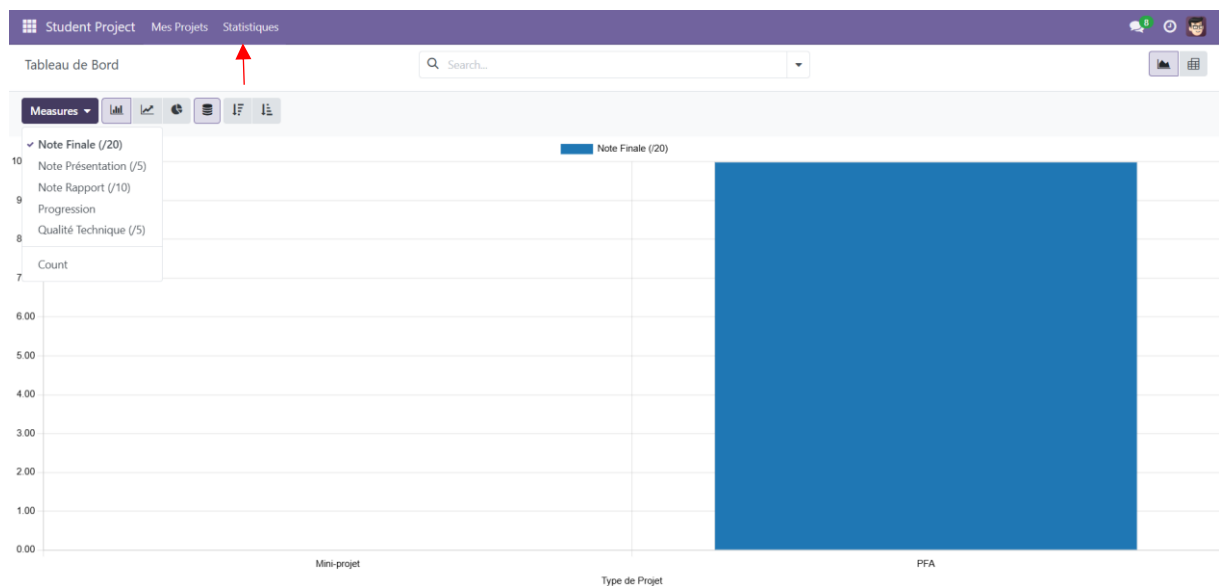 Student Project Mes Projets Statistiques 8
Tableau de Bord Search...
Measures
Note Finale (/20)
Note Présentation (/5)
Note Rapport (/10)
Progression
Qualité Technique (/5)
Count
Note Finale (/20)
10
9
8
7
6.00
5.00
4.00
3.00
2.00
1.00
0.00
Mini-projet PFA
Type de Projet